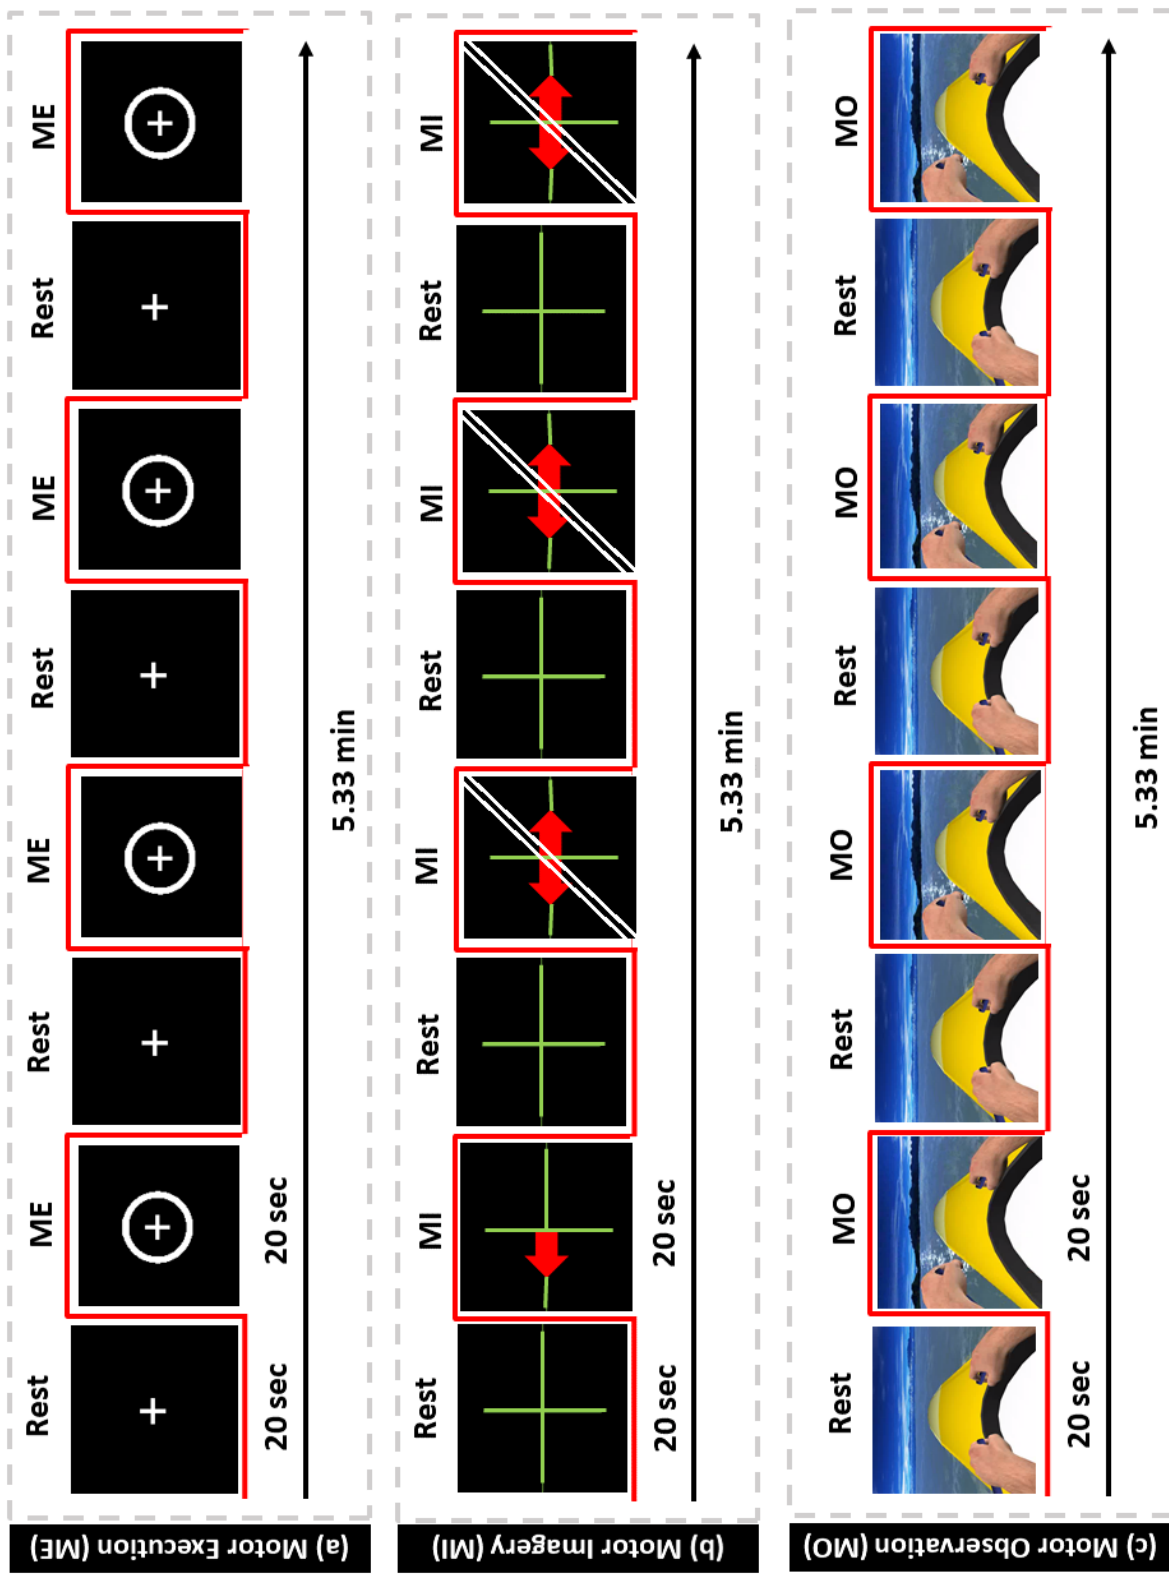 (a) Motor Execution (ME)
Rest
ME
Rest
ME
Rest
ME
Rest
ME
20 sec
20 sec
5.33 min
(b) Motor Imagery (MI)
Rest
MI
Rest
MI
Rest
MI
Rest
MI
20 sec
20 sec
5.33 min
(c) Motor Observation (MO)
Rest
MO
Rest
MO
Rest
MO
Rest
MO
20 sec
20 sec
5.33 min